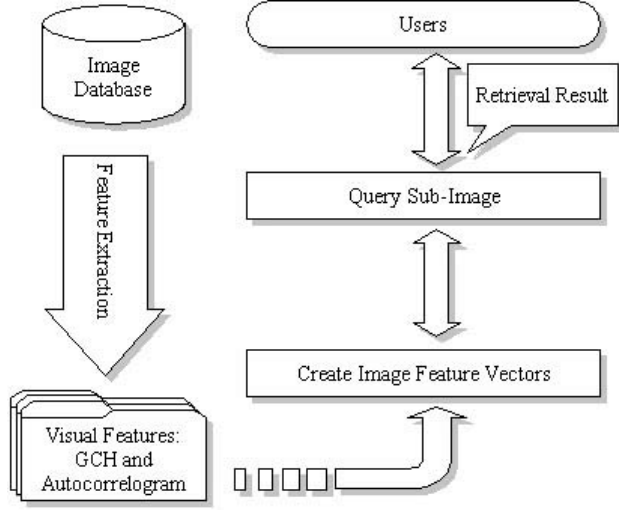 Image
Database
Users
Retrieval Result
Query Sub-Image
Feature Extraction
Create Image Feature Vectors
Visual Features:
GCH and
Autocorrelogram